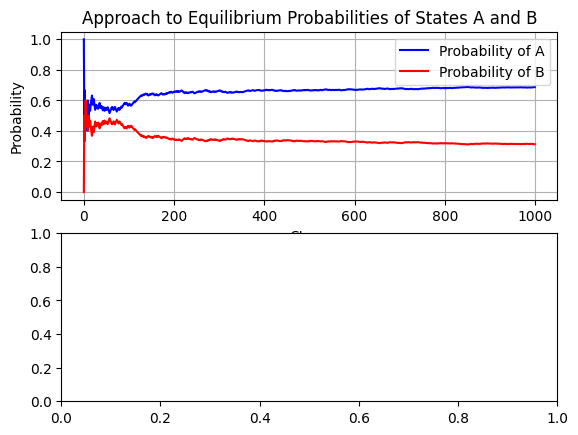 Approach to Equilibrium Probabilities of States A and B
1.0
0.8
0.6
0.4
0.2
0.0
Probability
Probability of A
Probability of B
0 200 400 600 800 1000
1.0
0.8
0.6
0.4
0.2
0.0
0.0 0.2 0.4 0.6 0.8 1.0